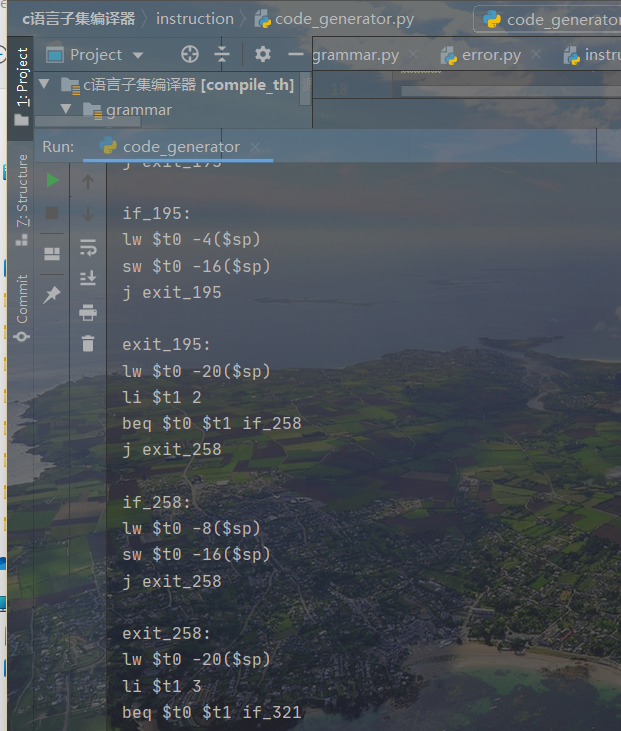 c语言子集编译器 〉 instruction 〉 code_generator.py
code_generator
1: Project
Project
grammar.py
error.py
instru
c语言子集编译器 [compile_th]
18
grammar
Run:
code_generator
j exit_195
if_195:
lw $t0 -4($sp)
sw $t0 -16($sp)
j exit_195
exit_195:
lw $t0 -20($sp)
li $t1 2
beq $t0 $t1 if_258
j exit_258
if_258:
lw $t0 -8($sp)
sw $t0 -16($sp)
j exit_258
exit_258:
lw $t0 -20($sp)
li $t1 3
beq $t0 $t1 if_321
Z: Structure
Commit